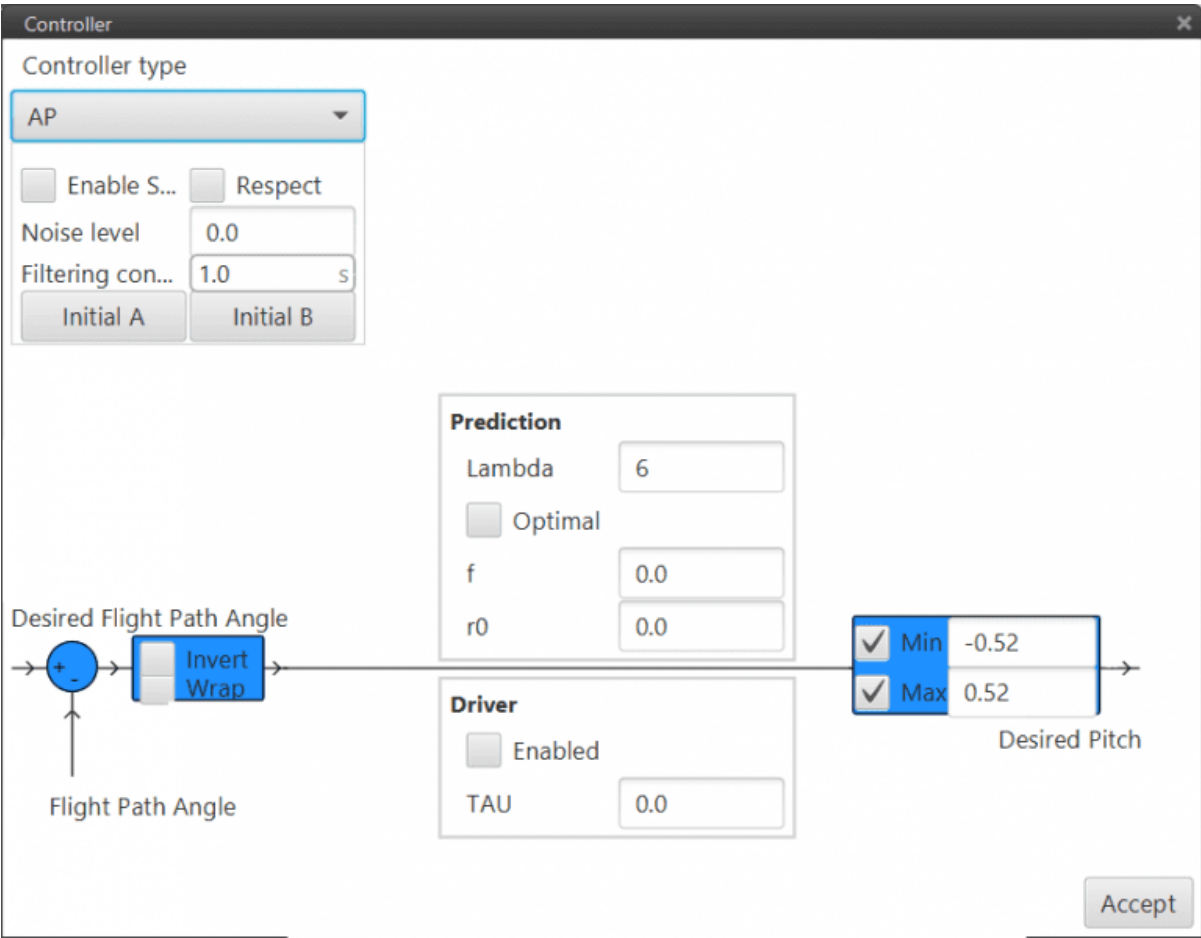 Controller
Controller type
AP
Enable S... Respect
Noise level 0.0
Filtering con... 1.0 s
Initial A Initial B
Prediction
Lambda 6
Optimal
f 0.0
r0 0.0
Desired Flight Path Angle
+
-
Invert
Wrap
Min -0.52
Max 0.52
Desired Pitch
Driver
Enabled
TAU 0.0
Flight Path Angle
Accept